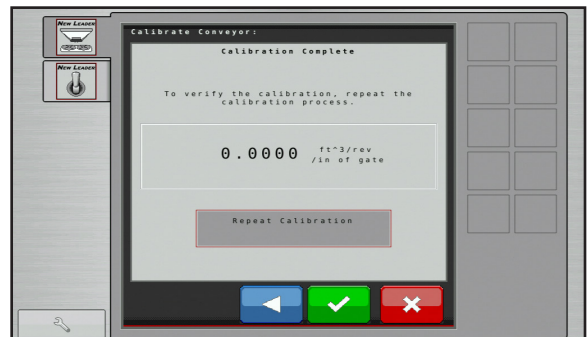 New Leader
New Leader
Calibrate Conveyor:
Calibration Complete
To verify the calibration, repeat the
calibration process.
0.0000 ft^3/rev
/in of gate
Repeat Calibration